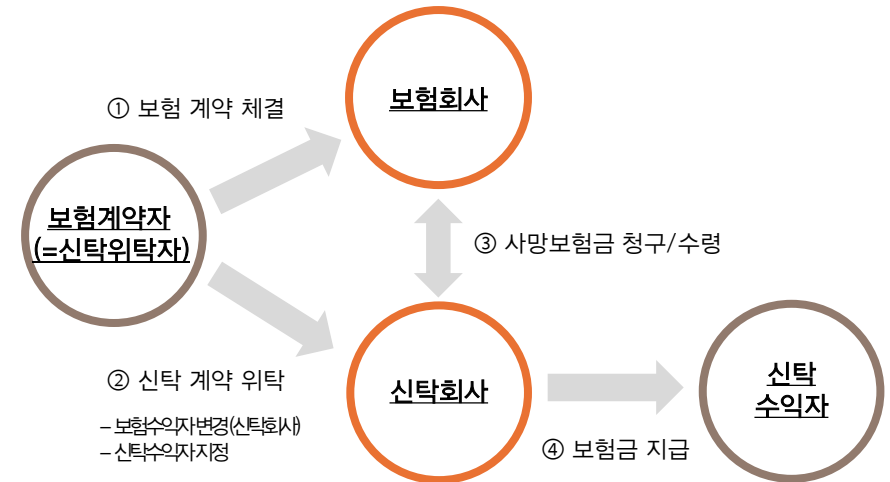 ① 보험 계약 체결
보험회사
보험계약자
(=신탁위탁자)
③ 사망보험금 청구/수령
② 신탁 계약 위탁
– 보험수익자 변경(신탁회사)
– 신탁수익자 지정
신탁회사
신탁
수익자
④ 보험금 지급